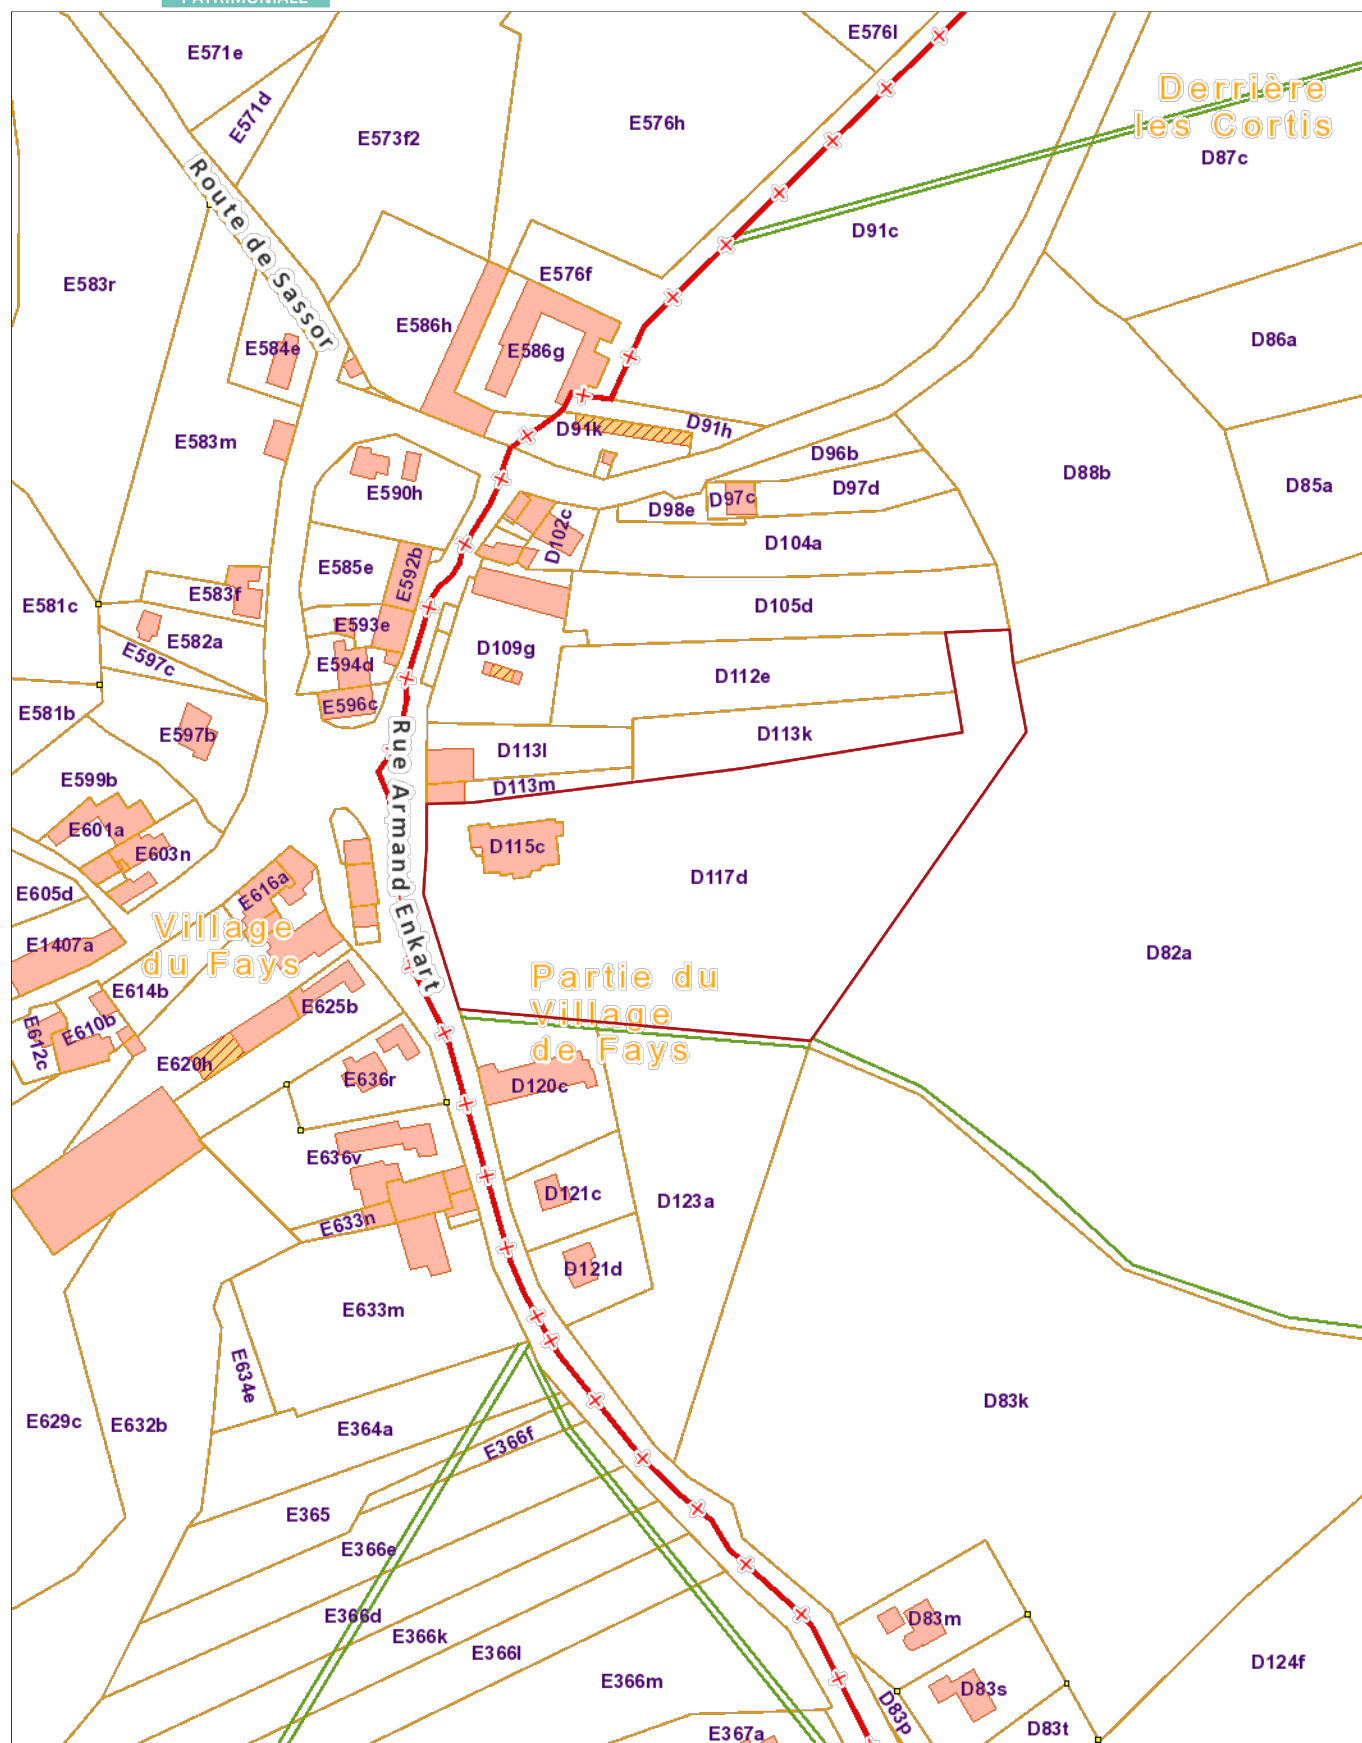 PATRIMONIALE
E571e
E576l
Derrière
les Cortis
E571d
E573f2
E576h
D87c
Route de Sassor
D91c
E583r
E576f
E586h
E584e
E586g
D86a
E583m
D91k
D91h
D96b
D88b
D85a
E590h
D97c
D97d
D98e
D102c
D104a
E585e
E592b
E581c
E583f
D105d
E593e
E582a
E597c
E594d
D109g
D112e
E596c
E581b
E597b
D113k
D113l
Rue Armand Enkart
E599b
D113m
E601a
E603n
D115c
D117d
E605d
E616a
Village
du Fays
E1407a
D82a
Partie du
Village
de Fays
E614b
E625b
E612c
E610b
E620h
E636r
D120c
E636v
D121c
D123a
E633n
D121d
E633m
E634e
E629c
E632b
E364a
D83k
E366f
E365
E366e
E366d
E366k
E366l
D83m
D124f
E366m
D83s
D83p
D83t
E367a